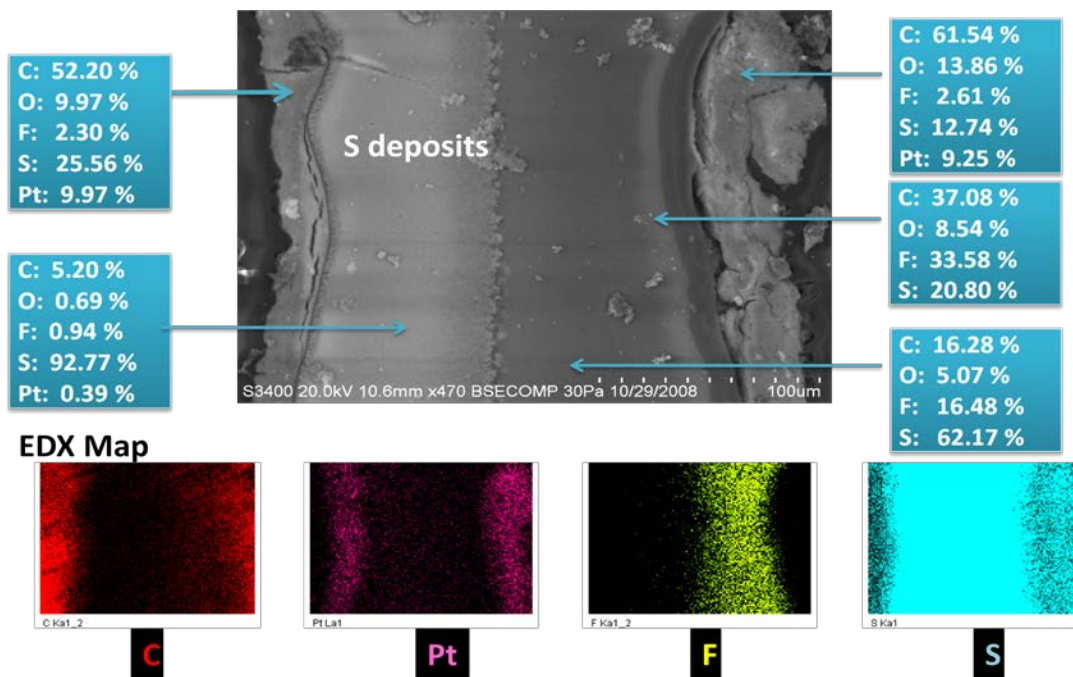 C: 52.20 %
O: 9.97 %
F: 2.30 %
S: 25.56 %
Pt: 9.97 %
C: 5.20 %
O: 0.69 %
F: 0.94 %
S: 92.77 %
Pt: 0.39 %
S deposits
S3400 20.0kV 10.6mm x470 BSECOMP 30Pa 10/29/2008 100um
C: 61.54 %
O: 13.86 %
F: 2.61 %
S: 12.74 %
Pt: 9.25 %
C: 37.08 %
O: 8.54 %
F: 33.58 %
S: 20.80 %
C: 16.28 %
O: 5.07 %
F: 16.48 %
S: 62.17 %
EDX Map
C Ka1_2
Pt La1
F Ka1_2
S Ka1
C
Pt
F
S